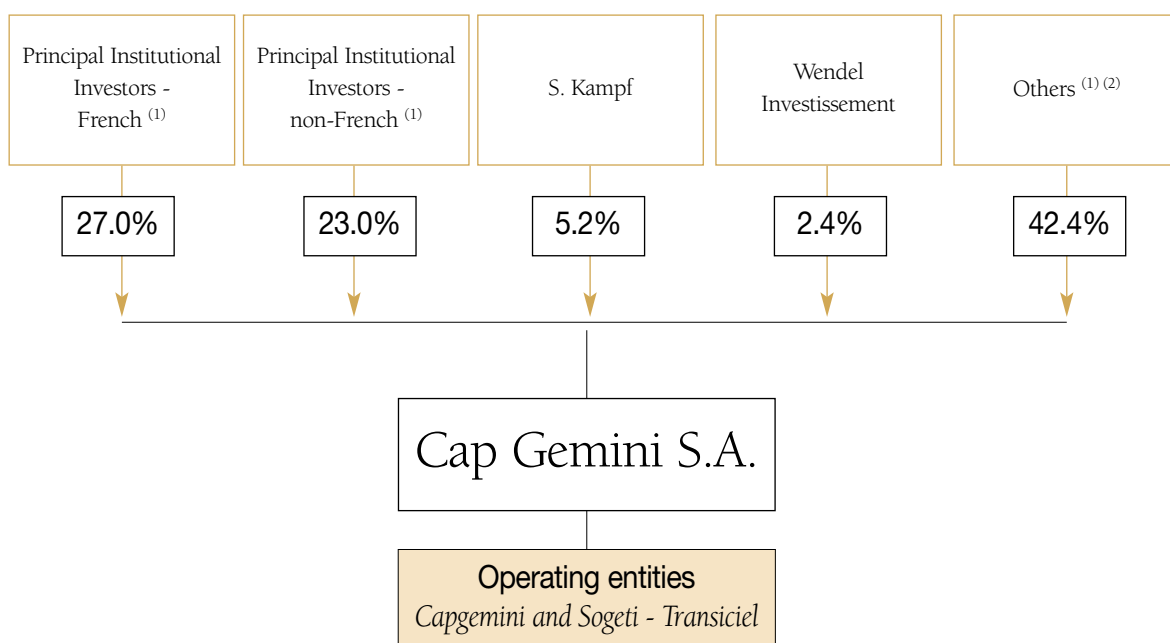 Principal Institutional
Investors -
French (1)
Principal Institutional
Investors -
non-French (1)
S. Kampf
Wendel
Investissement
Others (1) (2)
27.0%
23.0%
5.2%
2.4%
42.4%
Cap Gemini S.A.
Operating entities
Capgemini and Sogeti - Transiciel